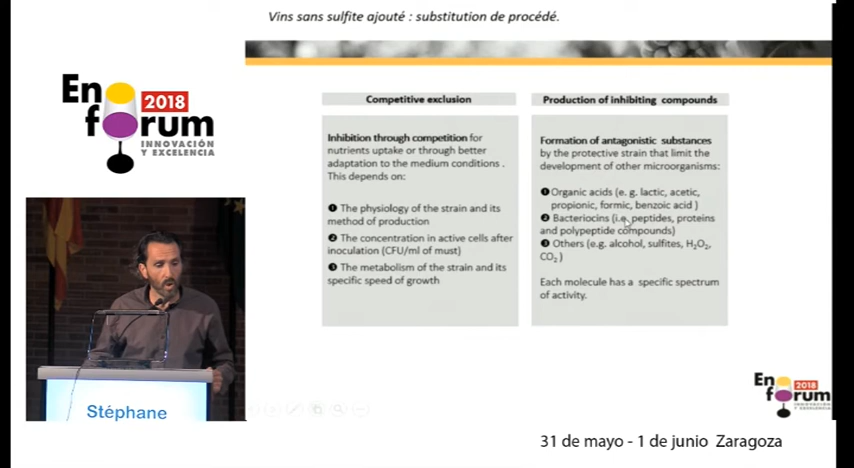 Vins sans sulfite ajouté : substitution de procédé.
Enoforum
2018
INNOVACIÓN
Y EXCELENCIA
Competitive exclusion
Inhibition through competition for
nutrients uptake or through better
adaptation to the medium conditions .
This depends on:
❶ The physiology of the strain and its
method of production
❷ The concentration in active cells after
inoculation (CFU/ml of must)
❸ The metabolism of the strain and its
specific speed of growth
Production of inhibiting compounds
Formation of antagonistic substances
by the protective strain that limit the
development of other microorganisms:
❶ Organic acids (e. g. lactic, acetic,
propionic, formic, benzoic acid )
❷ Bacteriocins (i.e. peptides, proteins
and polypeptide compounds)
❸ Others (e.g. alcohol, sulfites, H₂O₂,
CO₂ )
Each molecule has a specific spectrum
of activity.
Stéphane
Enoforum
2018
INNOVACIÓN
Y EXCELENCIA
31 de mayo - 1 de junio Zaragoza